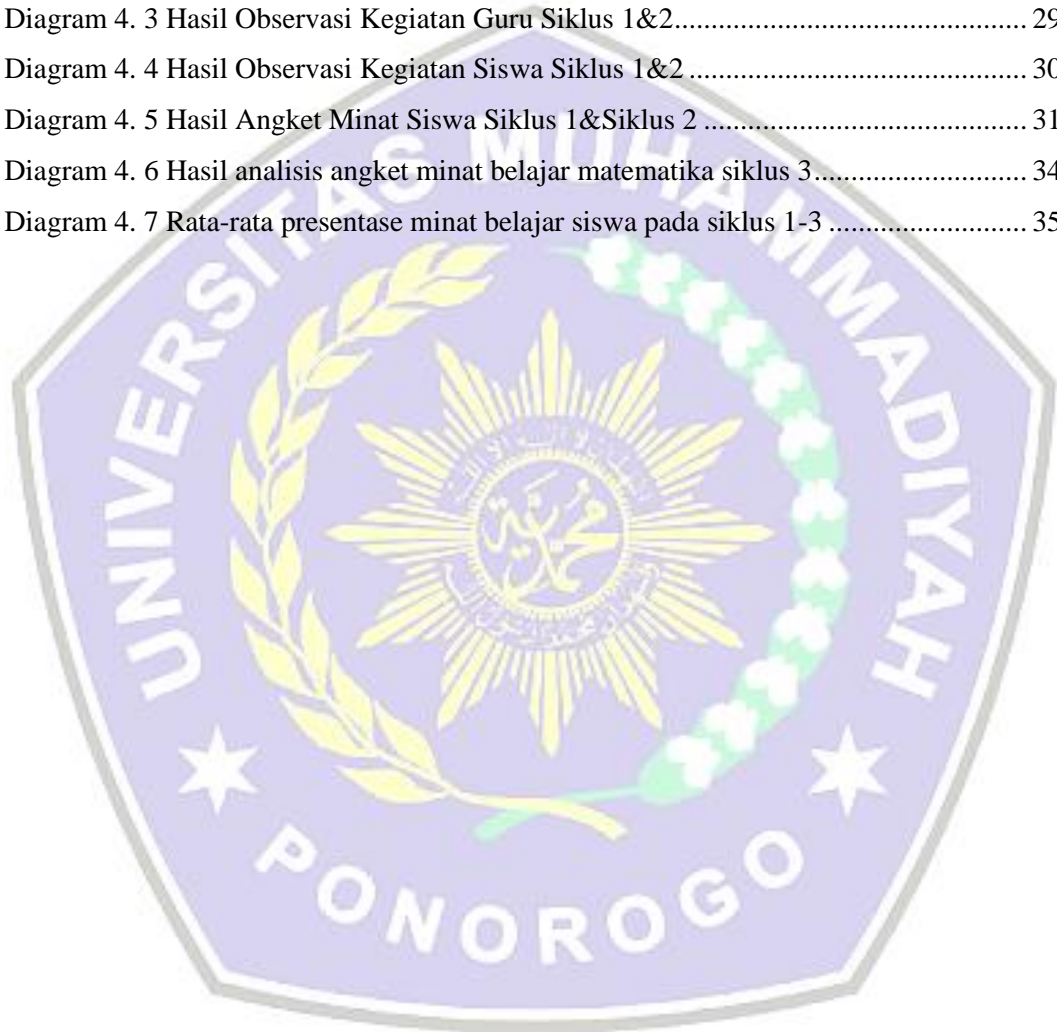 Diagram 4. 3 Hasil Observasi Kegiatan Guru Siklus 1&2.................................................. 29
Diagram 4. 4 Hasil Observasi Kegiatan Siswa Siklus 1&2 ................................................ 30
Diagram 4. 5 Hasil Angket Minat Siswa Siklus 1&Siklus 2 .............................................. 31
Diagram 4. 6 Hasil analisis angket minat belajar matematika siklus 3............................... 34
Diagram 4. 7 Rata-rata presentase minat belajar siswa pada siklus 1-3 ............................ 35
UNIVERSITAS MUHAMMADIYAH
محمدية
PONOROGO